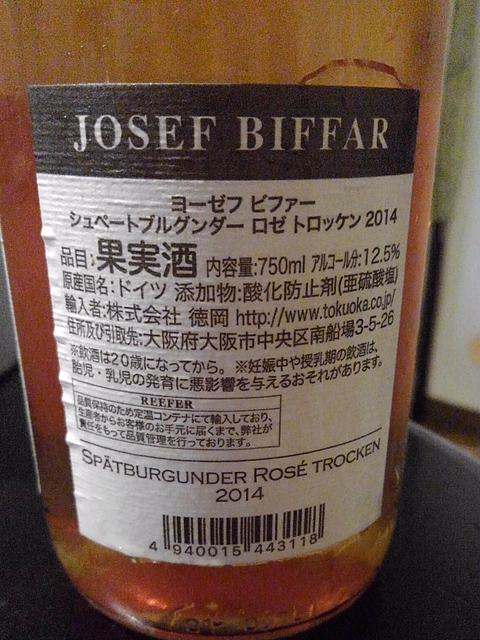 JOSEF BIFFAR
ヨーゼフ ビファー
シュペートブルグンダー ロゼ トロッケン 2014
品目:果実酒 内容量:750ml アルコール分:12.5%
原産国名:ドイツ 添加物:酸化防止剤(亜硫酸塩)
輸入者:株式会社 徳岡 http://www.tokuoka.co.jp/
住所及び引取先:大阪府大阪市中央区南船場3-5-26
※飲酒は20歳になってから。※妊娠中や授乳期の飲酒は、
胎児・乳児の発育に悪影響を与えるおそれがあります。
REEFER
品質保持のため定温コンテナにて輸入しており、
生産者からお客様のお手元に届くまで、弊社が
責任をもって品質管理を行っております。
SPÄTBURGUNDER ROSÉ TROCKEN
2014
4 940015 443118